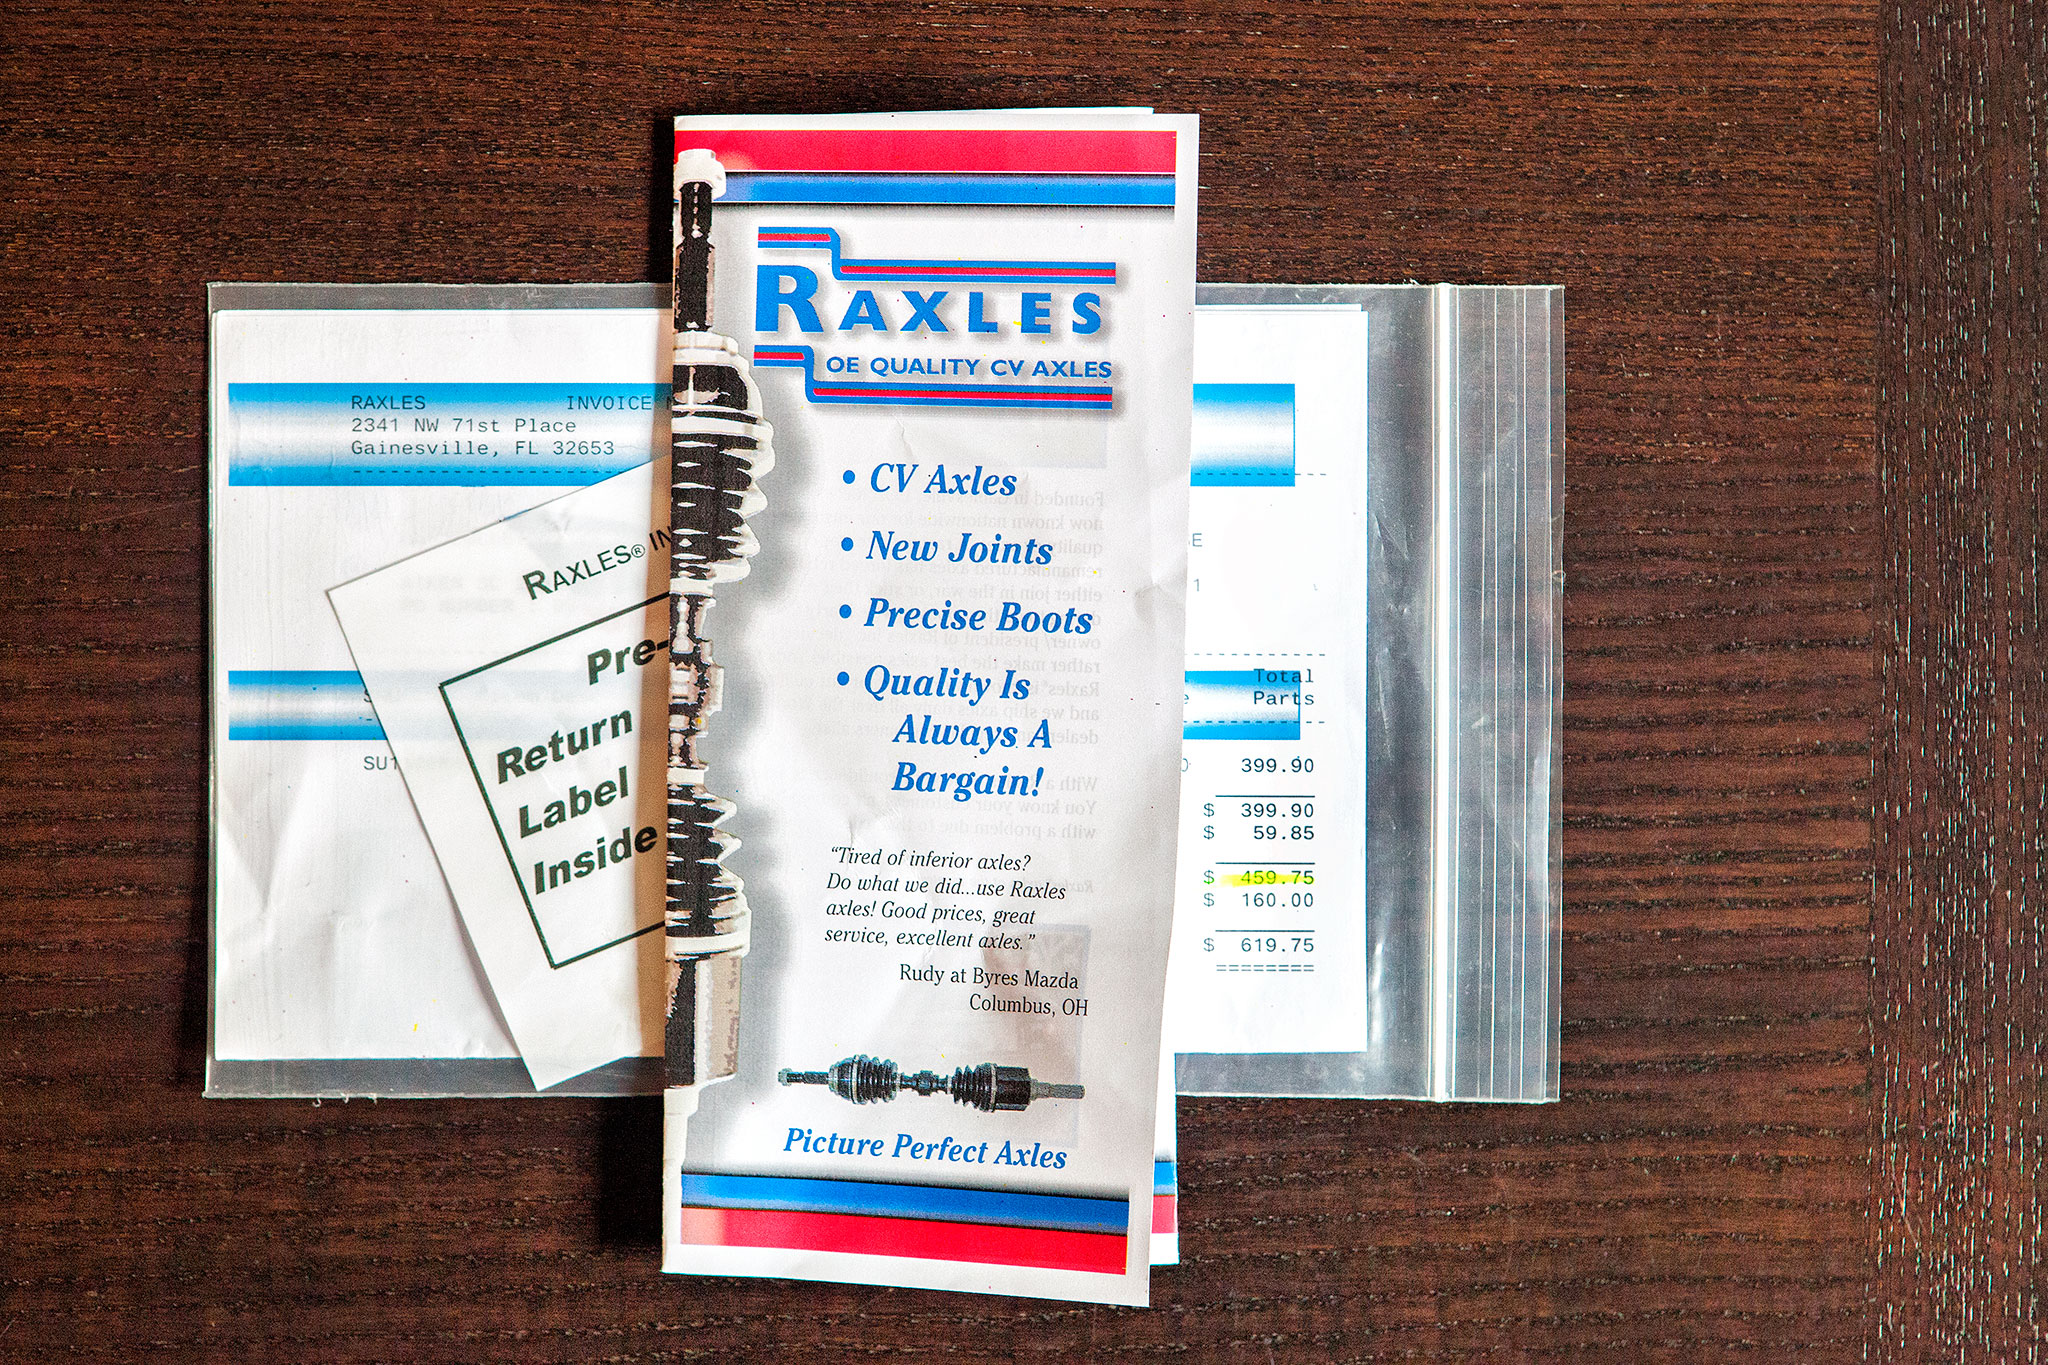 RAXLES
OE QUALITY CV AXLES
• CV Axles
• New Joints
• Precise Boots
• Quality Is
Always A
Bargain!
“Tired of inferior axles?
Do what we did...use Raxles
axles! Good prices, great
service, excellent axles.”
Rudy at Byres Mazda
Columbus, OH
Picture Perfect Axles
RAXLES INVOICE
2341 NW 71st Place
Gainesville, FL 32653
RAXLES®
Pre-
Return
Label
Inside
SU1
Total
Parts
399.90
$ 399.90
$ 59.85
$ 459.75
$ 160.00
$ 619.75